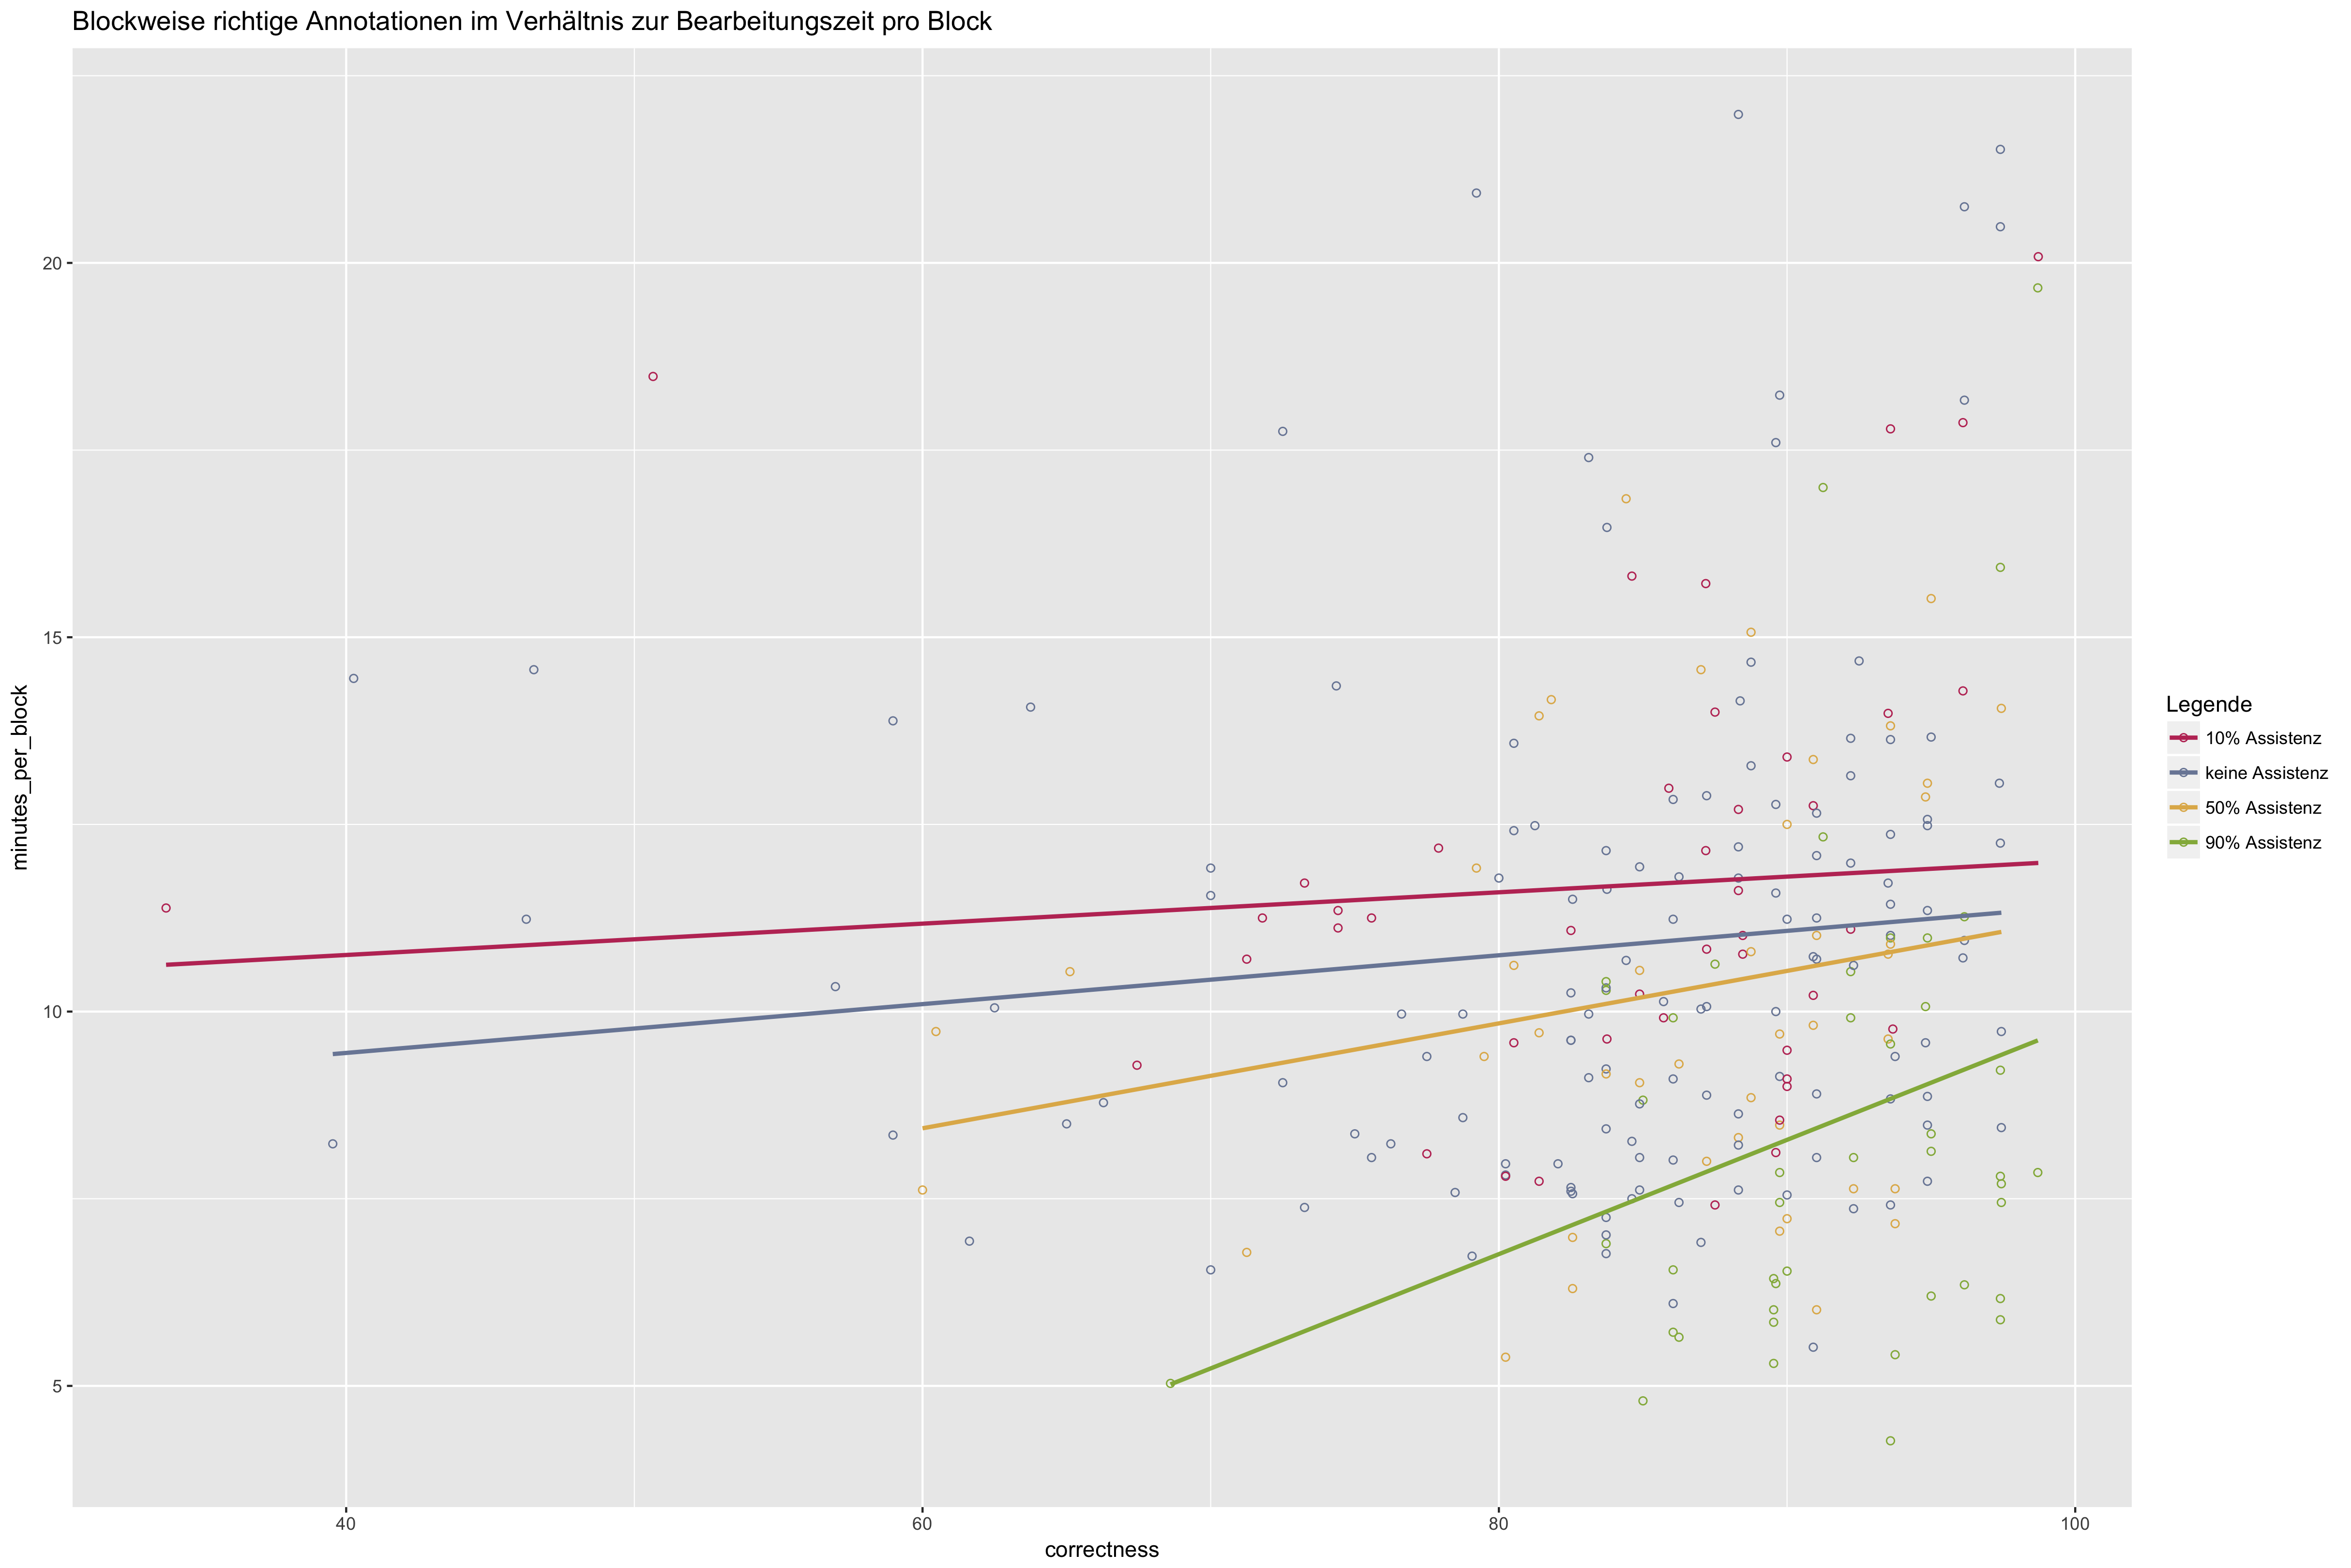 Blockweise richtige Annotationen im Verhältnis zur Bearbeitungszeit pro Block
minutes_per_block
20
15
10
5
40
60
80
100
correctness
Legende
10% Assistenz
keine Assistenz
50% Assistenz
90% Assistenz